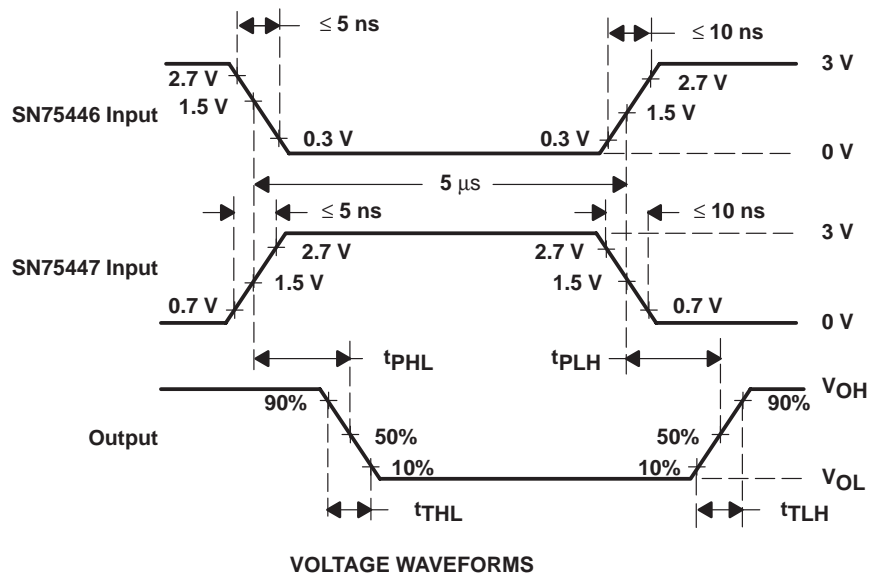 ≤ 5 ns
≤ 10 ns
2.7 V
2.7 V
3 V
SN75446 Input
1.5 V
1.5 V
0.3 V
0.3 V
0 V
5 μs
≤ 5 ns
≤ 10 ns
3 V
SN75447 Input
2.7 V
2.7 V
1.5 V
1.5 V
0.7 V
0.7 V
0 V
tPHL
tPLH
VOH
90%
90%
Output
50%
50%
10%
10%
VOL
tTHL
tTLH
VOLTAGE WAVEFORMS